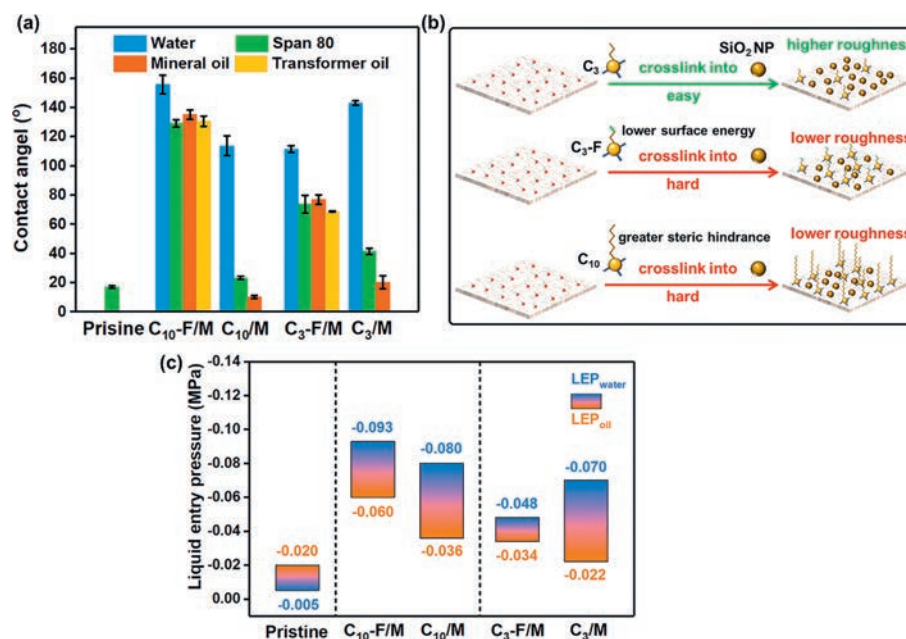 (a)
Water
Span 80
Mineral oil
Transformer oil
Contact angel (°)
180
160
140
120
100
80
60
40
20
0
Prisine
C₁₀-F/M
C₁₀/M
C₃-F/M
C₃/M
(b)
C₃
SiO₂ NP
crosslink into
easy
higher roughness
C₃-F
lower surface energy
crosslink into
hard
lower roughness
C₁₀
greater steric hindrance
crosslink into
hard
lower roughness
(c)
Liquid entry pressure (MPa)
-0.14
-0.12
-0.10
-0.08
-0.06
-0.04
-0.02
0.00
LEPwater
LEPoil
-0.020
-0.005
-0.093
-0.060
-0.080
-0.036
-0.048
-0.034
-0.070
-0.022
Pristine
C₁₀-F/M
C₁₀/M
C₃-F/M
C₃/M